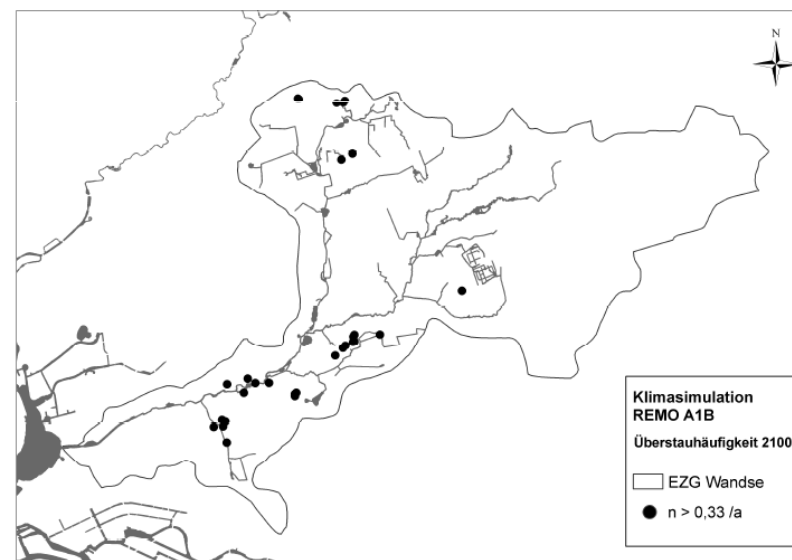 N
Klimasimulation
REMO A1B
Überstauhäufigkeit 2100
EZG Wandse
n > 0,33 /a